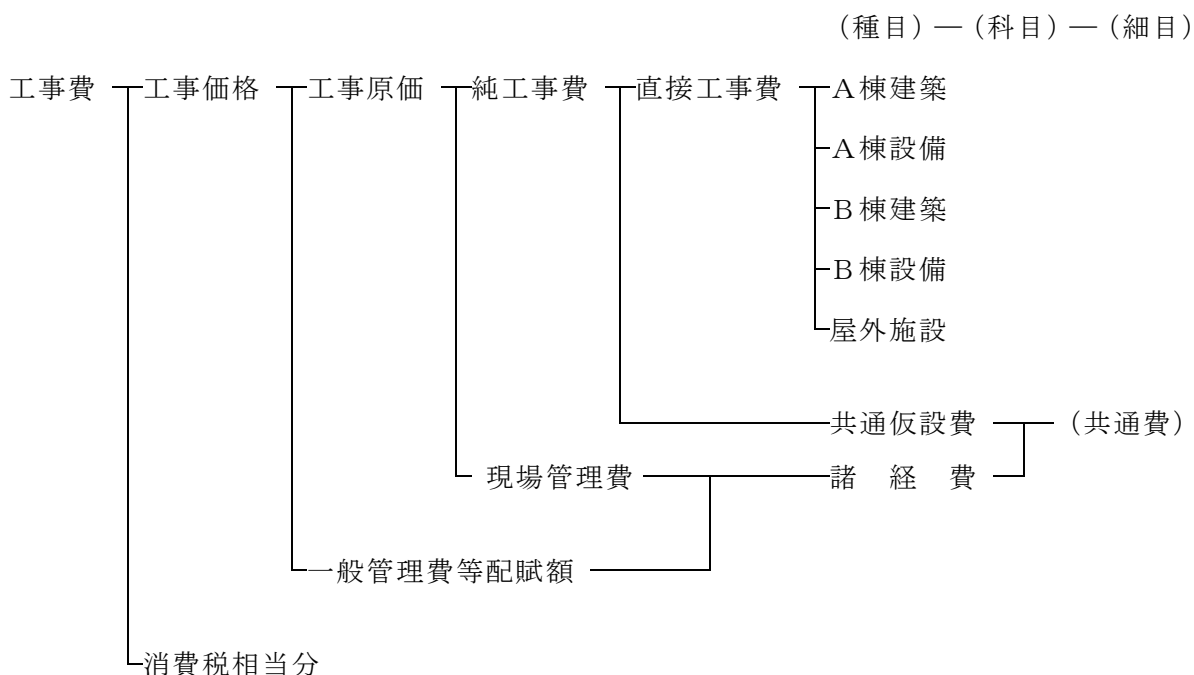 (種目)―(科目)―(細目)
工事費 工事価格 工事原価 純工事費 直接工事費 A棟建築
A棟設備
B棟建築
B棟設備
屋外施設
共通仮設費 (共通費)
現場管理費 諸 経 費
一般管理費等配賦額
消費税相当分